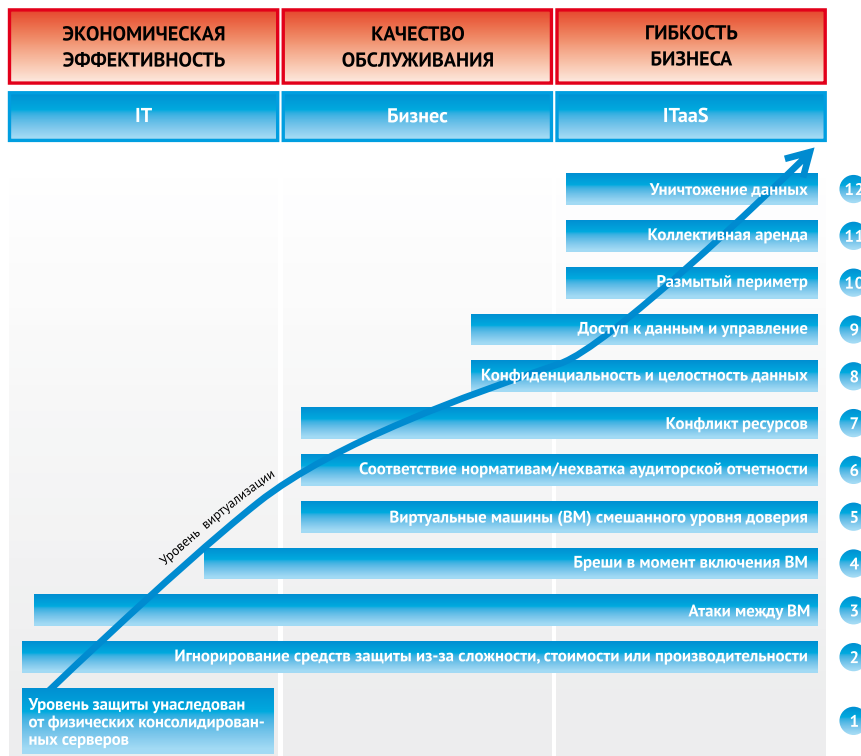 ЭКОНОМИЧЕСКАЯ
ЭФФЕКТИВНОСТЬ
КАЧЕСТВО
ОБСЛУЖИВАНИЯ
ГИБКОСТЬ
БИЗНЕСА
IT
Бизнес
ITaaS
Уничтожение данных
12
Коллективная аренда
11
Размытый периметр
10
Доступ к данным и управление
9
Конфиденциальность и целостность данных
8
Конфликт ресурсов
7
Соответствие нормативам/нехватка аудиторской отчетности
6
Виртуальные машины (ВМ) смешанного уровня доверия
5
Бреши в момент включения ВМ
4
Атаки между ВМ
3
Игнорирование средств защиты из-за сложности, стоимости или производительности
2
Уровень защиты унаследован
от физических консолидирован-
ных серверов
1
Уровень виртуализации